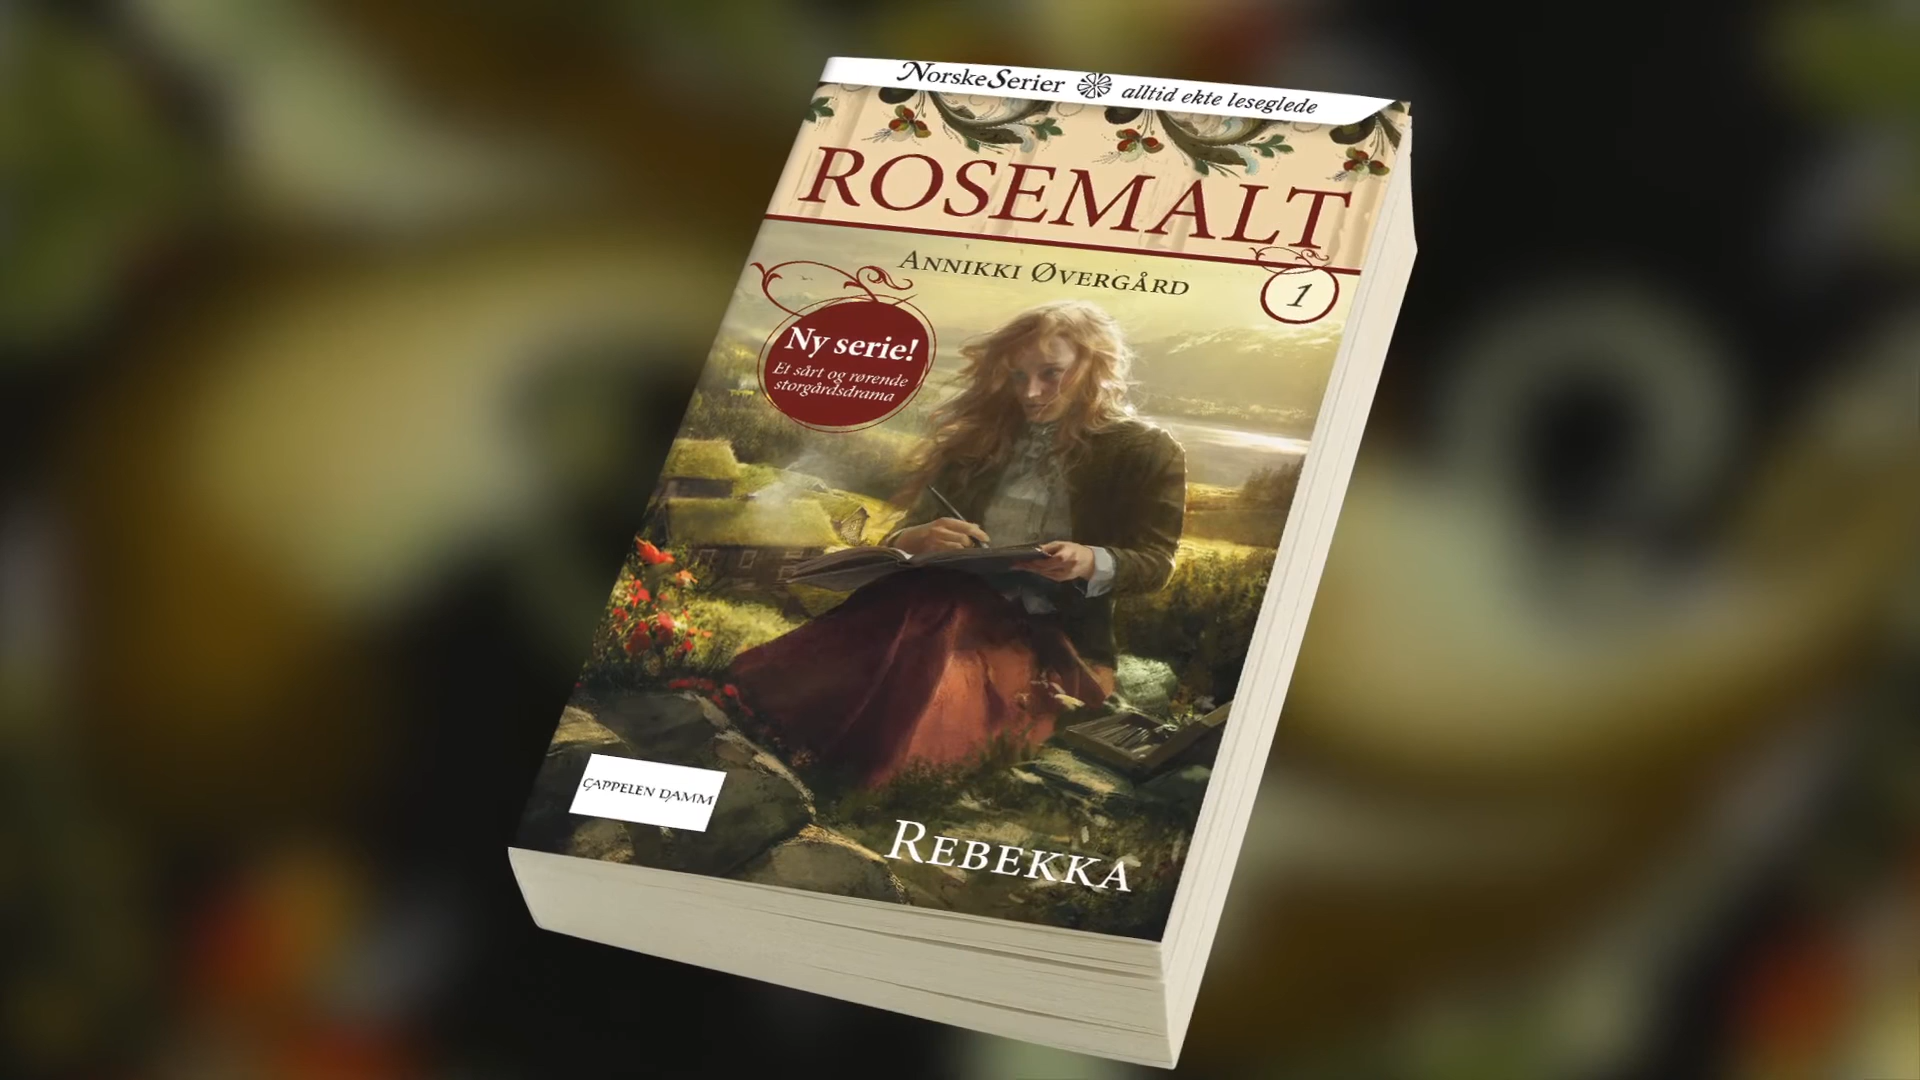 NorskeSerier alltid ekte leseglede
ROSEMALT
ANNIKKI ØVERGÅRD
1
Ny serie!
Et sårt og rørende
storgårdsdrama
CAPPELEN DAMM
REBEKKA